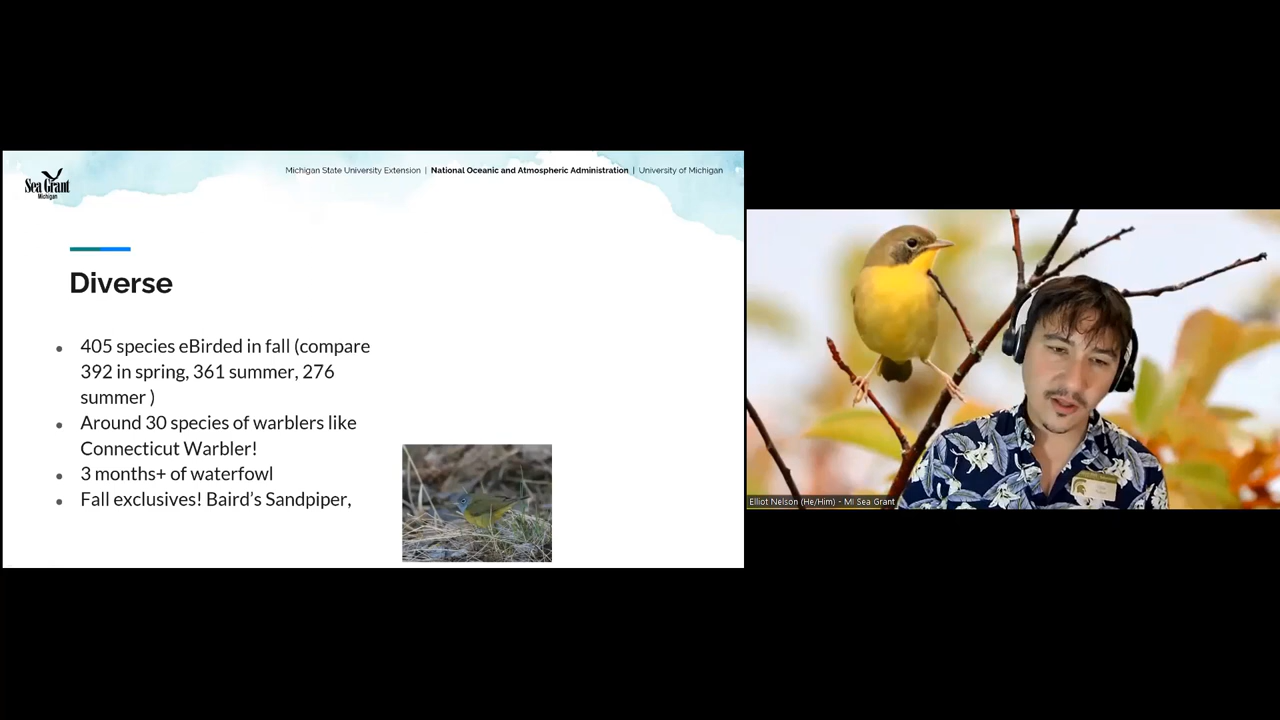 Sea Grant
Michigan
Michigan State University Extension | National Oceanic and Atmospheric Administration | University of Michigan
Diverse
• 405 species eBirded in fall (compare
392 in spring, 361 summer, 276
summer )
• Around 30 species of warblers like
Connecticut Warbler!
• 3 months+ of waterfowl
• Fall exclusives! Baird’s Sandpiper,
Elliot Nelson (He/Him) - MI Sea Grant